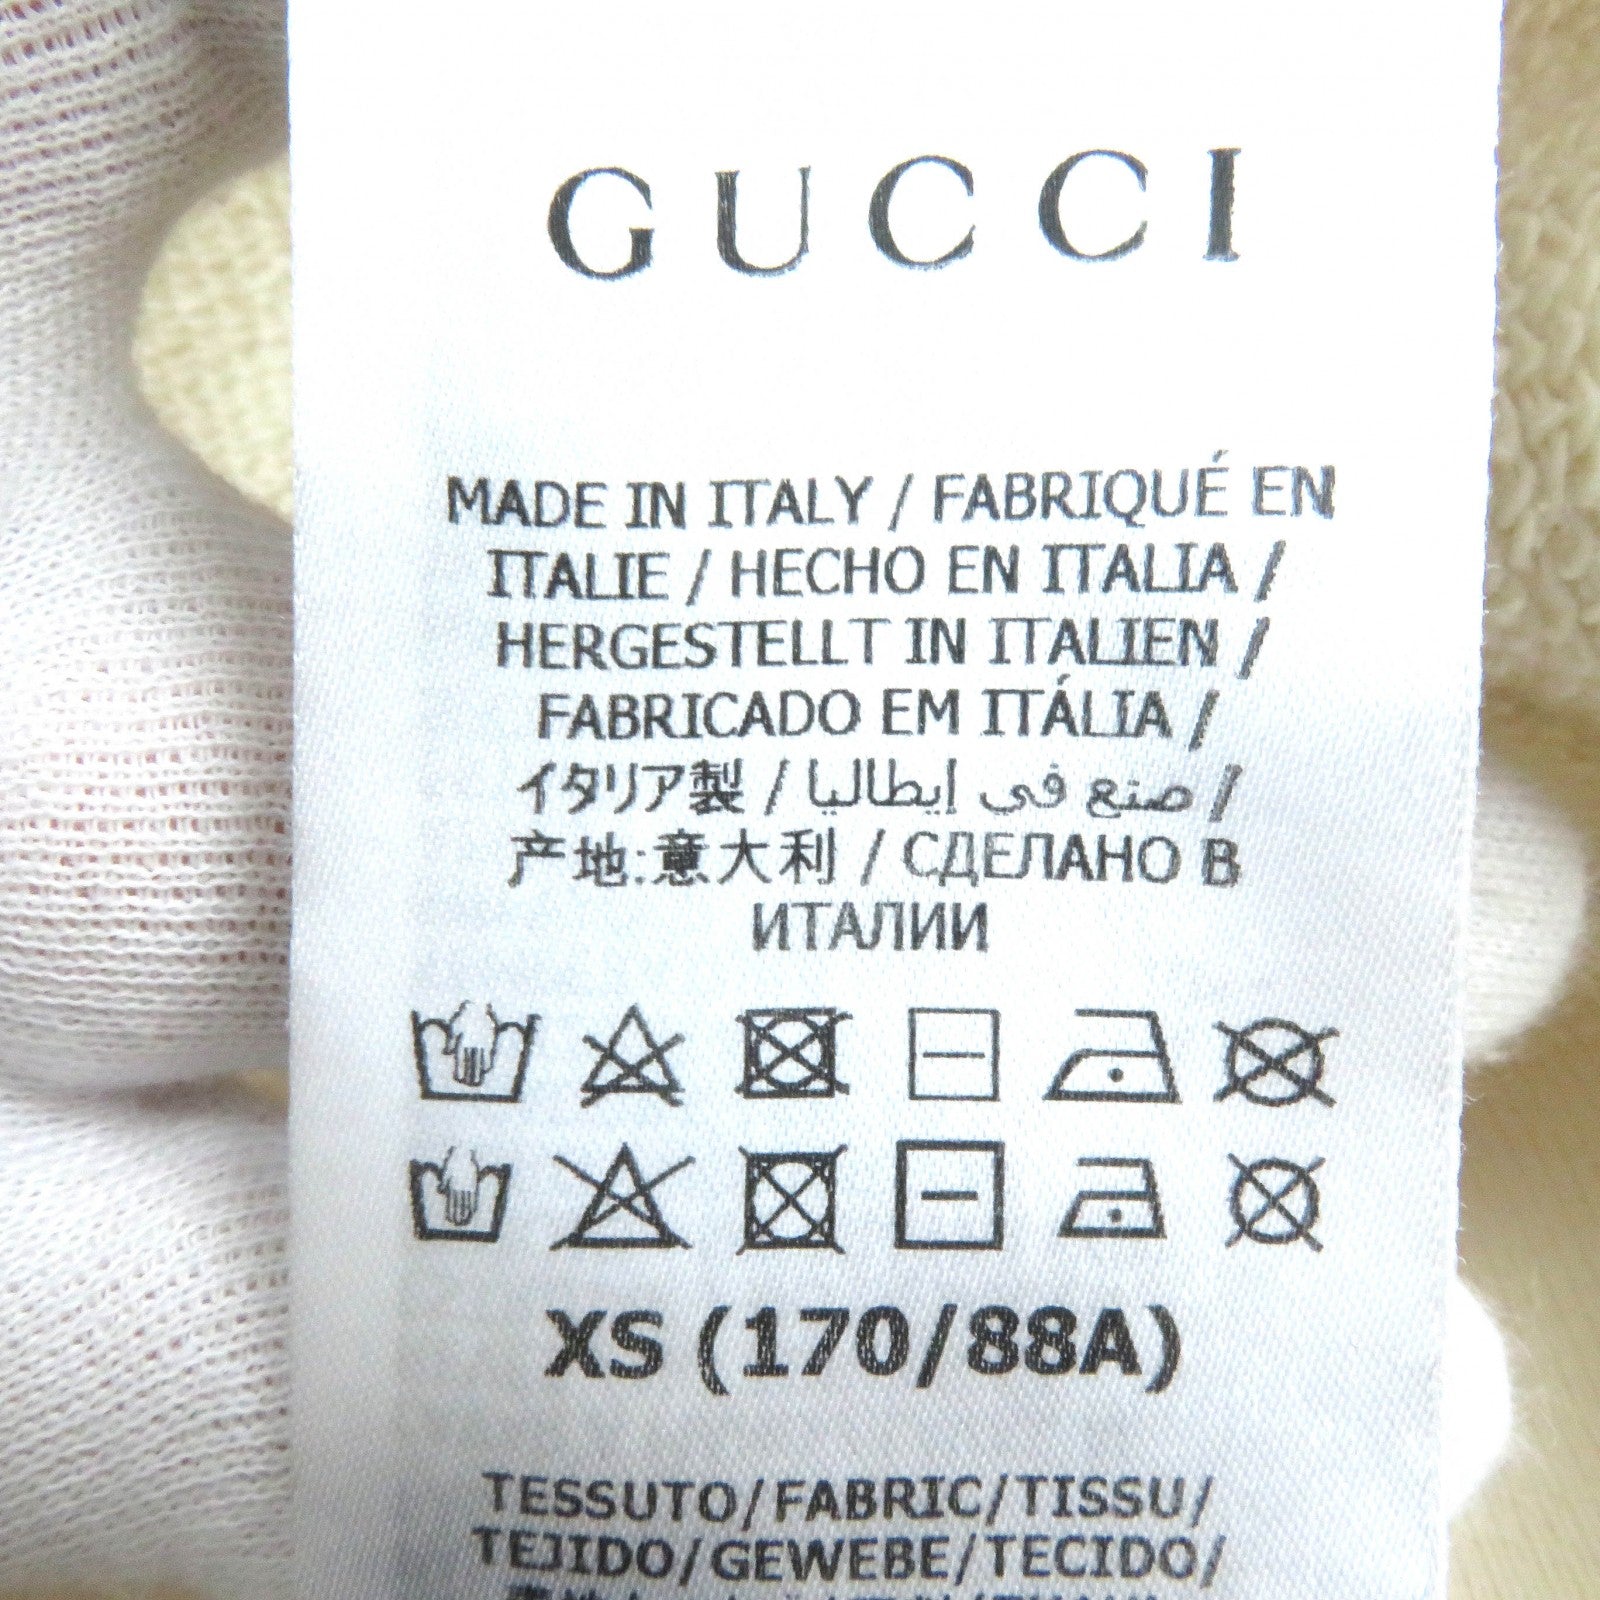 GUCCI
MADE IN ITALY / FABRIQUÉ EN
ITALIE / HECHO EN ITALIA /
HERGESTELLT IN ITALIEN /
FABRICADO EM ITÁLIA /
イタリア製 / صنع في إيطاليا /
产地:意大利 / СДЕЛАНО В
ИТАЛИИ
XS (170/88A)
TESSUTO/FABRIC/TISSU/
TEJIDO/GEWEBE/TECIDO/